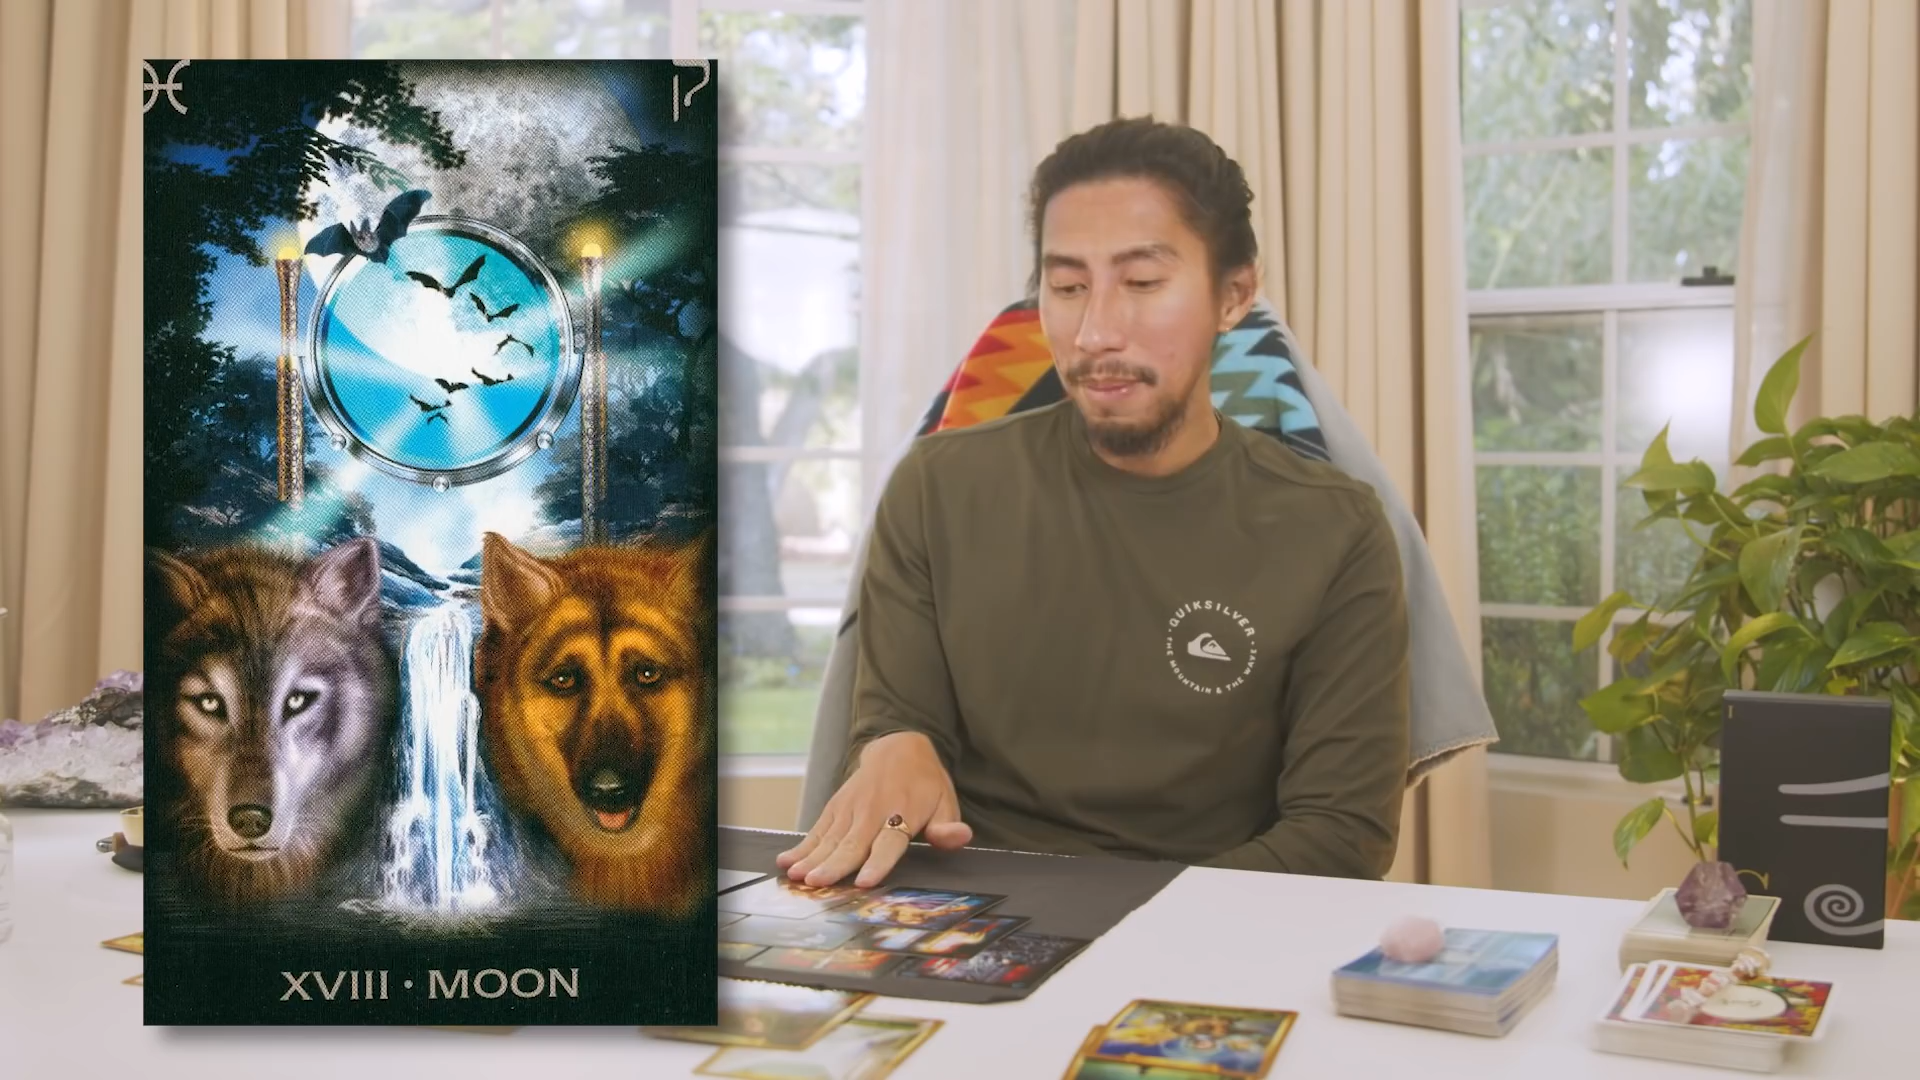 ♓ ק
XVIII · MOON
QUIKSILVER
THE MOUNTAIN & THE WAVE